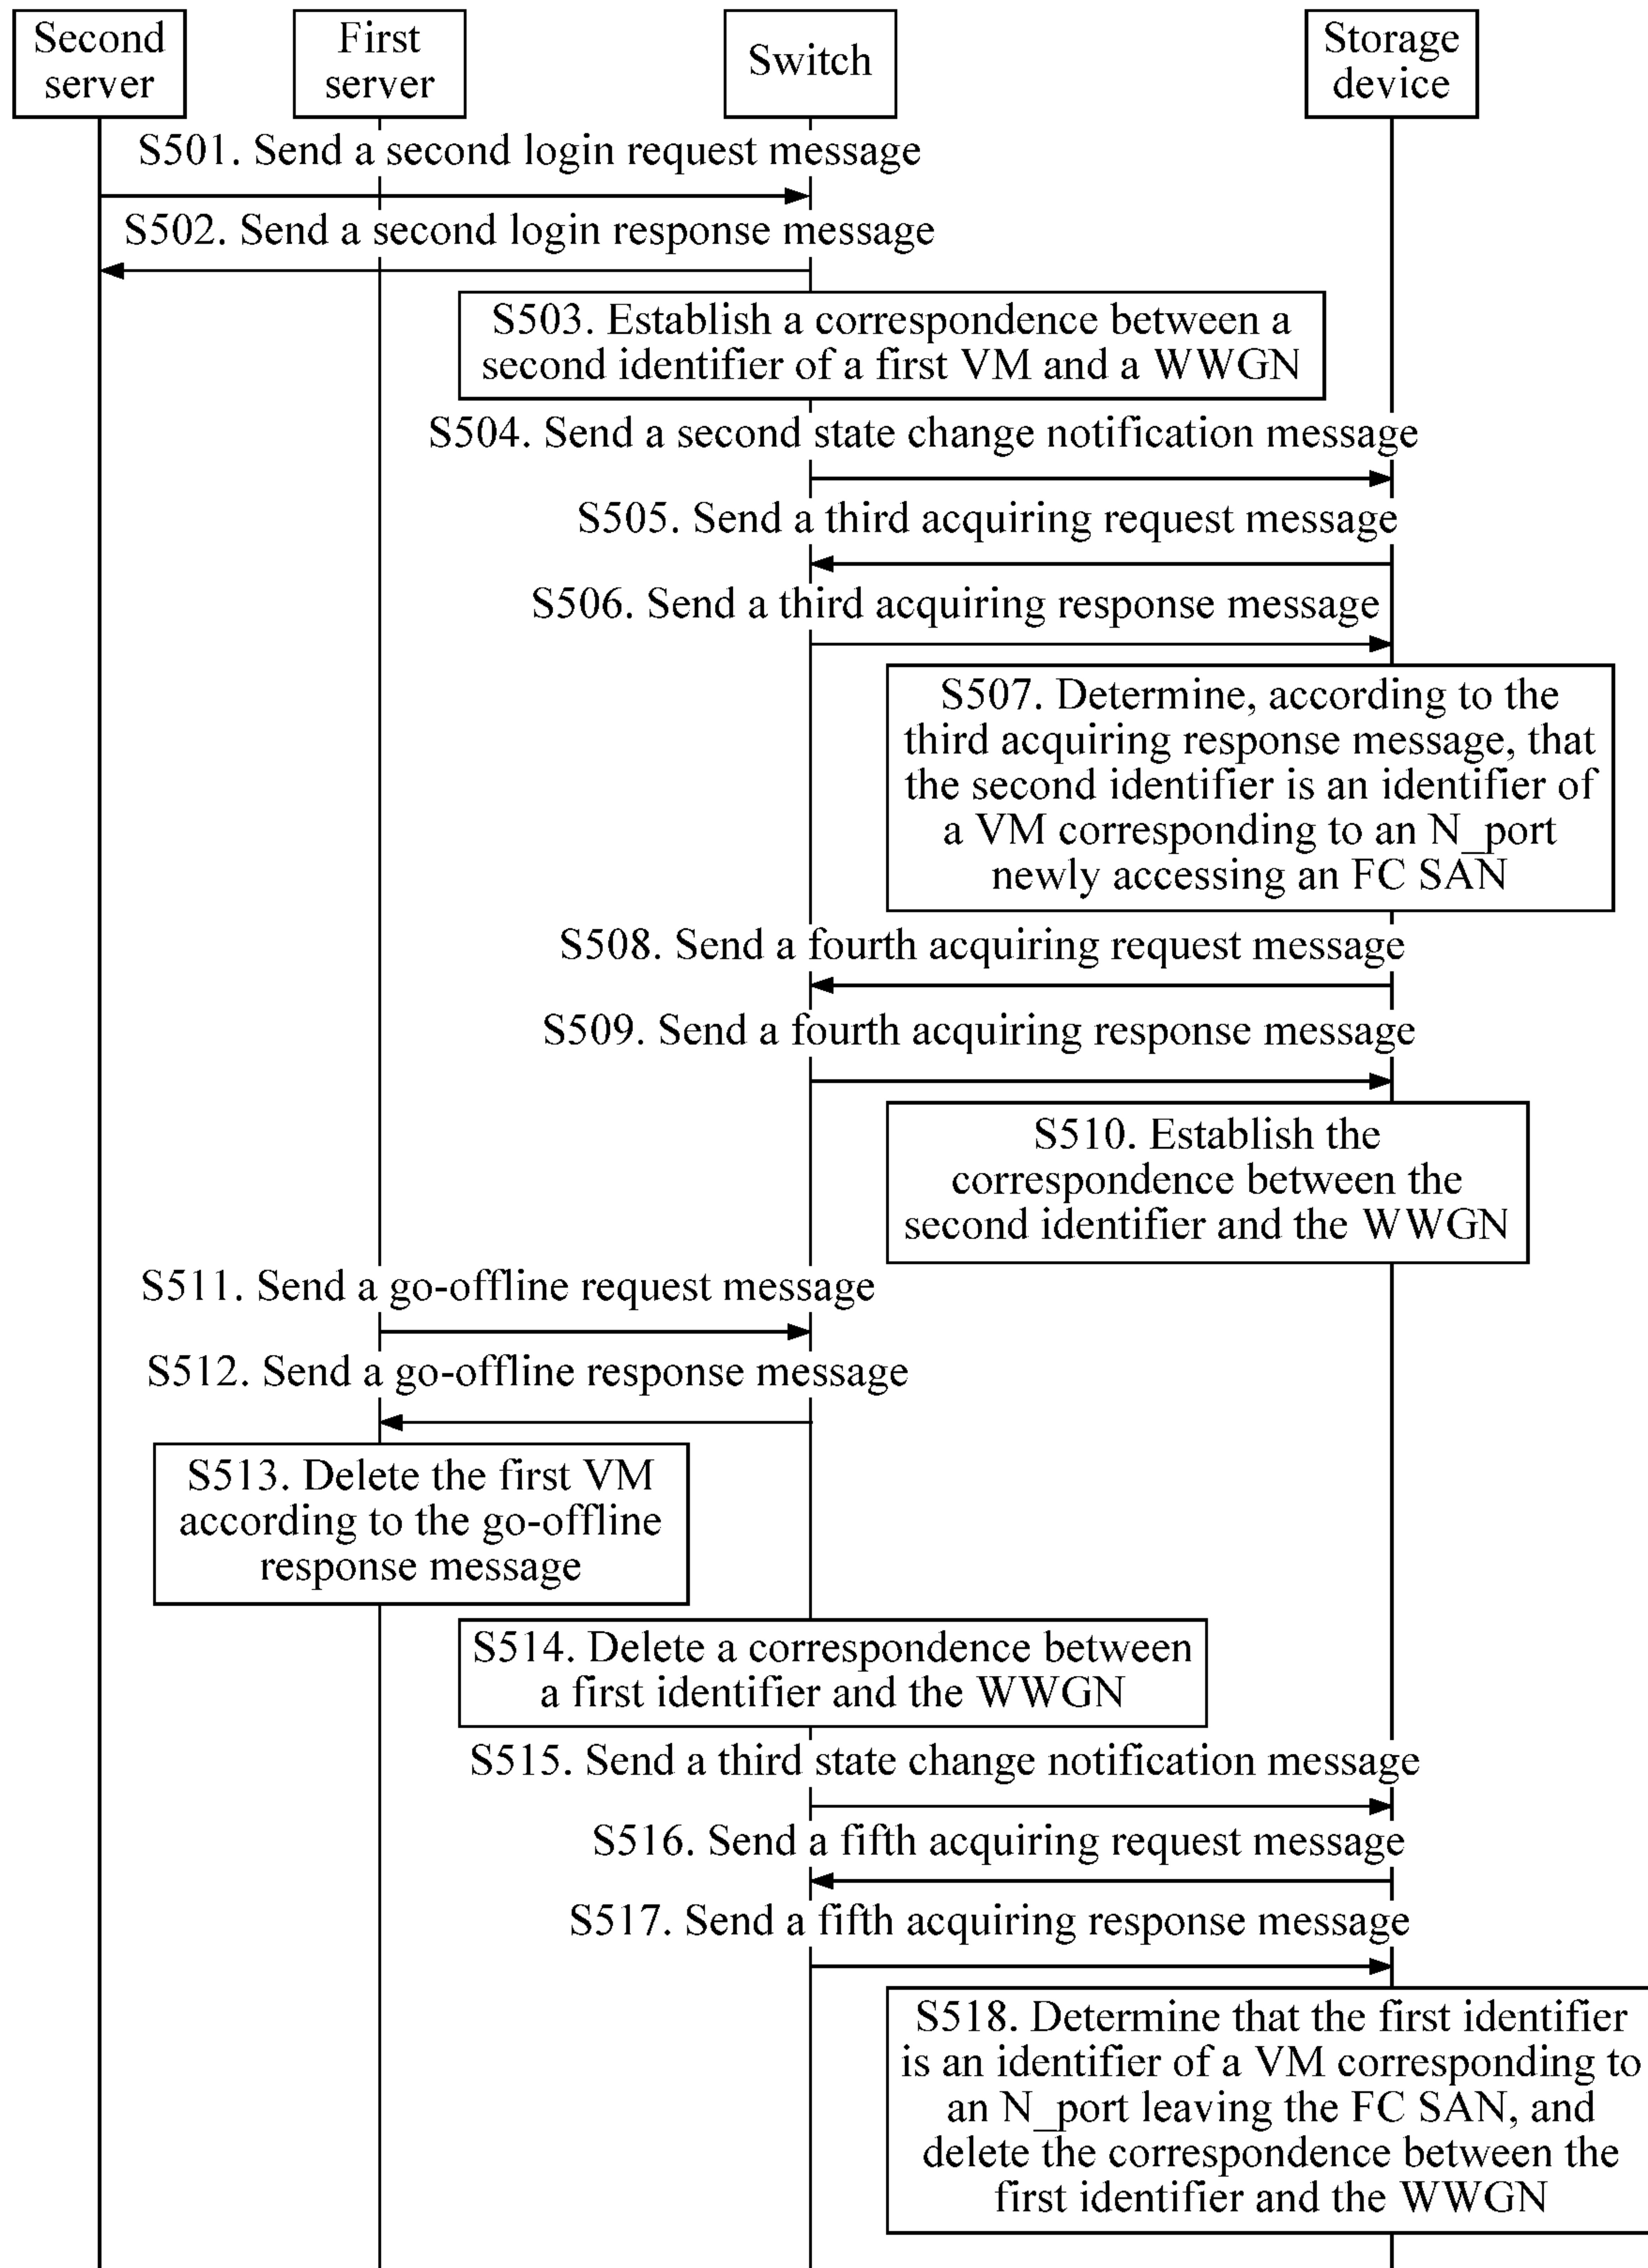 Second
server
First
server
Switch
Storage
device
S501. Send a second login request message
S502. Send a second login response message
S503. Establish a correspondence between a
second identifier of a first VM and a WWGN
S504. Send a second state change notification message
S505. Send a third acquiring request message
S506. Send a third acquiring response message
S507. Determine, according to the
third acquiring response message, that
the second identifier is an identifier of
a VM corresponding to an N_port
newly accessing an FC SAN
S508. Send a fourth acquiring request message
S509. Send a fourth acquiring response message
S510. Establish the
correspondence between the
second identifier and the WWGN
S511. Send a go-offline request message
S512. Send a go-offline response message
S513. Delete the first VM
according to the go-offline
response message
S514. Delete a correspondence between
a first identifier and the WWGN
S515. Send a third state change notification message
S516. Send a fifth acquiring request message
S517. Send a fifth acquiring response message
S518. Determine that the first identifier
is an identifier of a VM corresponding to
an N_port leaving the FC SAN, and
delete the correspondence between the
first identifier and the WWGN